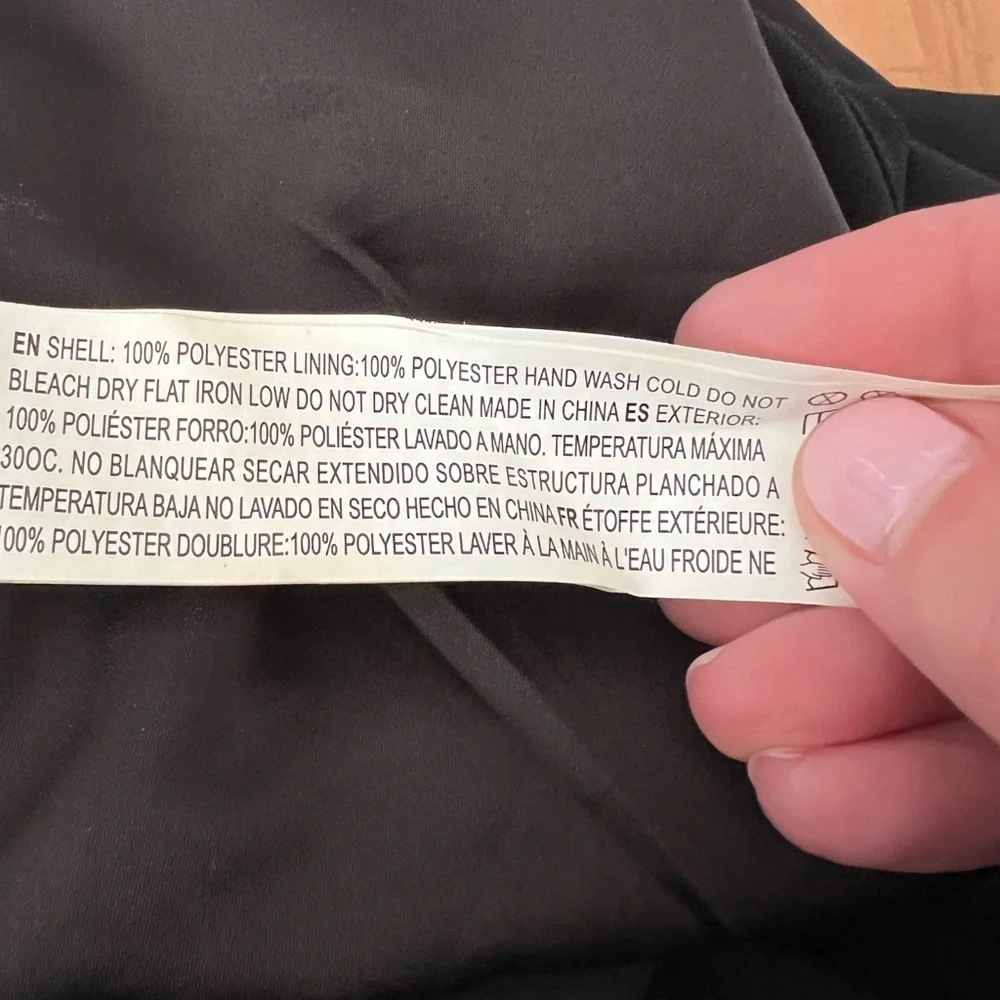 EN SHELL: 100% POLYESTER LINING:100% POLYESTER HAND WASH COLD DO NOT
BLEACH DRY FLAT IRON LOW DO NOT DRY CLEAN MADE IN CHINA ES EXTERIOR:
100% POLIÉSTER FORRO:100% POLIÉSTER LAVADO A MANO. TEMPERATURA MÁXIMA
30OC. NO BLANQUEAR SECAR EXTENDIDO SOBRE ESTRUCTURA PLANCHADO A
TEMPERATURA BAJA NO LAVADO EN SECO HECHO EN CHINA FR ÉTOFFE EXTÉRIEURE:
100% POLYESTER DOUBLURE:100% POLYESTER LAVER À LA MAIN À L'EAU FROIDE NE